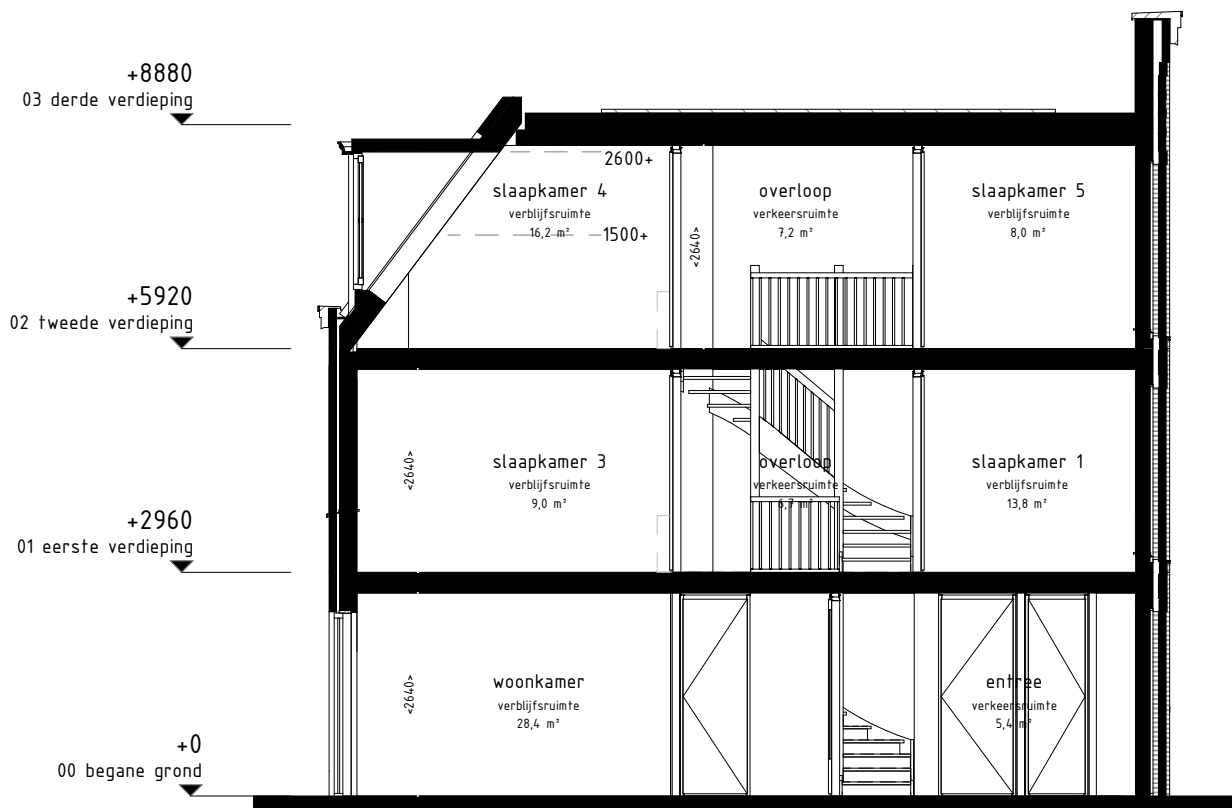 +8880
03 derde verdieping
2600+
slaapkamer 4
verblijfsruimte
16,2 m²
1500+
<2640>
overloop
verkeersruimte
7,2 m²
slaapkamer 5
verblijfsruimte
8,0 m²
+5920
02 tweede verdieping
<2640>
slaapkamer 3
verblijfsruimte
9,0 m²
overloop
verkeersruimte
6,7 m²
slaapkamer 1
verblijfsruimte
13,8 m²
+2960
01 eerste verdieping
<2640>
woonkamer
verblijfsruimte
28,4 m²
entree
verkeersruimte
5,4 m²
+0
00 begane grond